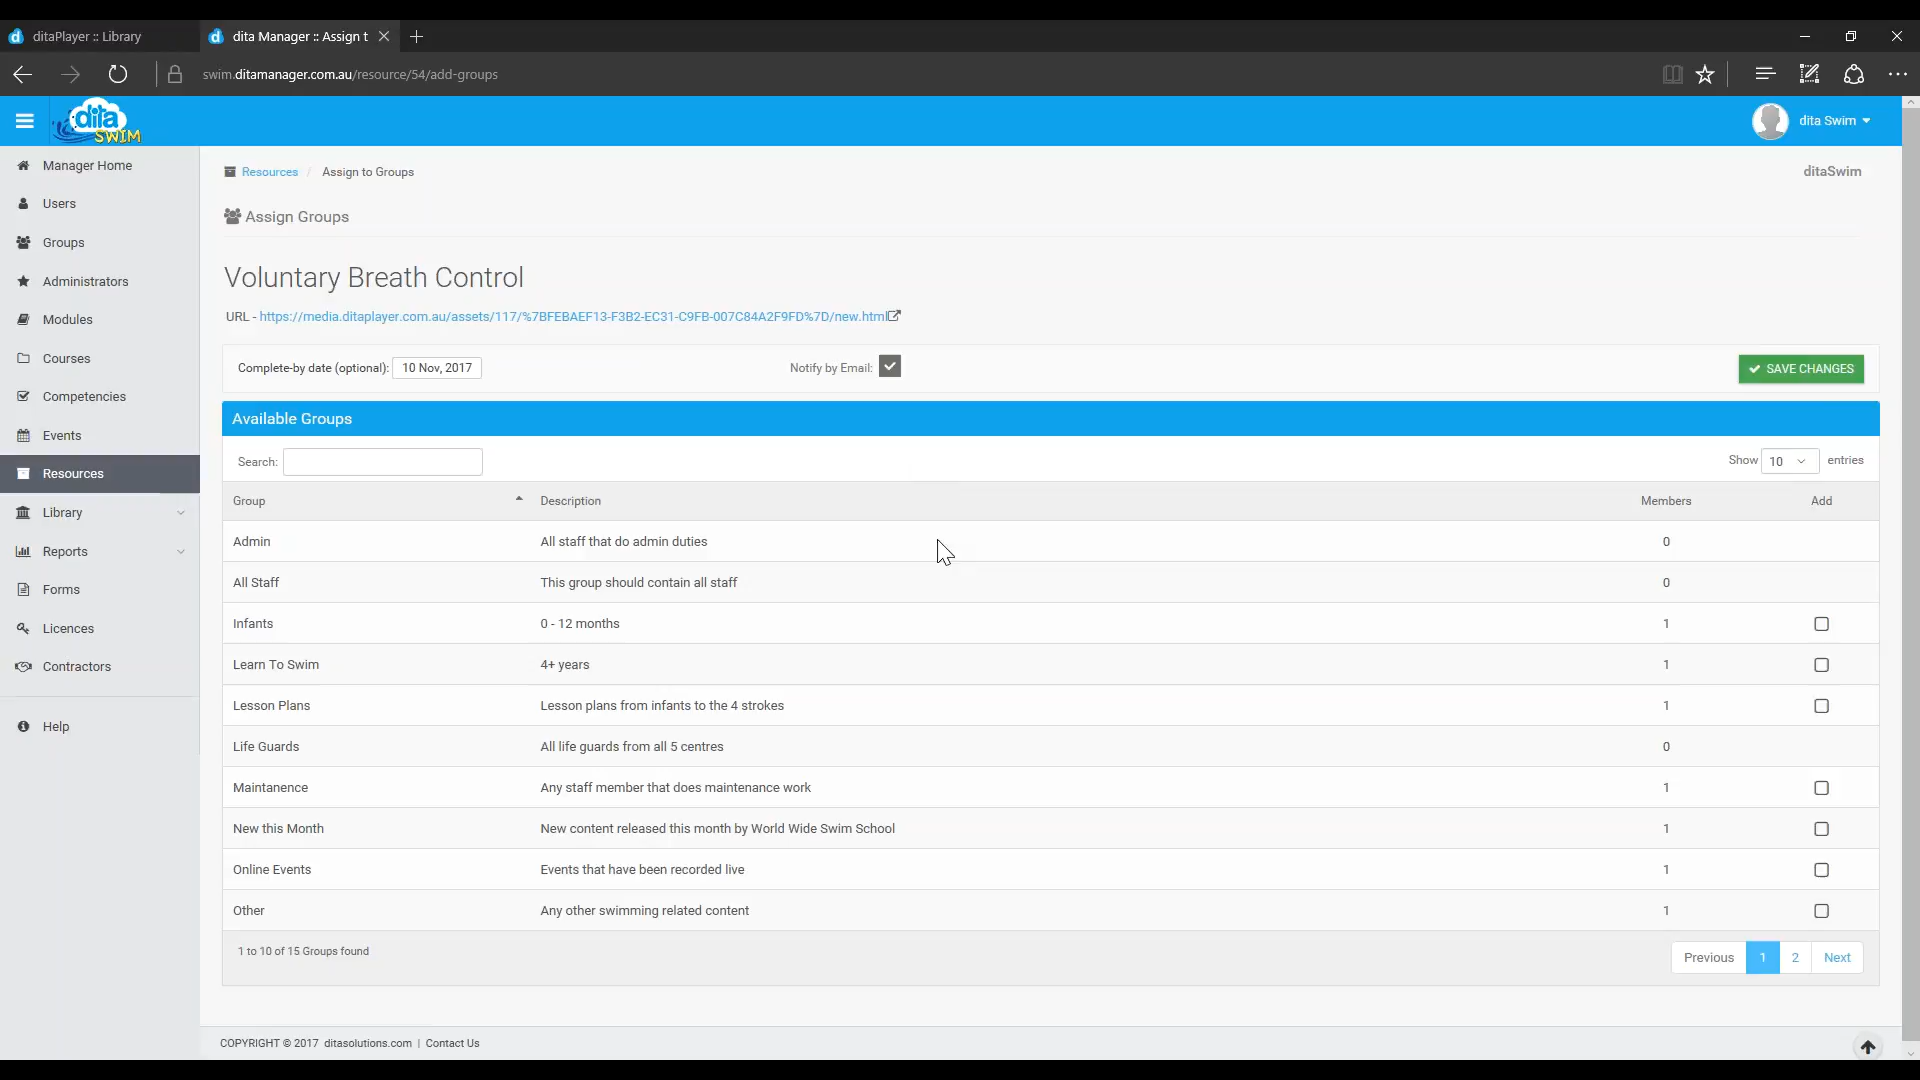 ditaPlayer :: Library
dita Manager :: Assign t
swim.ditamanager.com.au/resource/54/add-groups
dita SWIM
dita Swim
Manager Home
Users
Groups
Administrators
Modules
Courses
Competencies
Events
Resources
Library
Reports
Forms
Licences
Contractors
Help
Resources / Assign to Groups
ditaSwim
Assign Groups
Voluntary Breath Control
URL - https://media.ditaplayer.com.au/assets/117/%7BFEBAEF13-F3B2-EC31-C9FB-007C84A2F9FD%7D/new.html
Complete-by date (optional): 10 Nov, 2017 Notify by Email: SAVE CHANGES
Available Groups
Search: Show 10 entries
Group Description Members Add
Admin All staff that do admin duties 0
All Staff This group should contain all staff 0
Infants 0 - 12 months 1
Learn To Swim 4+ years 1
Lesson Plans Lesson plans from infants to the 4 strokes 1
Life Guards All life guards from all 5 centres 0
Maintanence Any staff member that does maintenance work 1
New this Month New content released this month by World Wide Swim School 1
Online Events Events that have been recorded live 1
Other Any other swimming related content 1
1 to 10 of 15 Groups found
Previous 1 2 Next
COPYRIGHT © 2017 ditasolutions.com | Contact Us